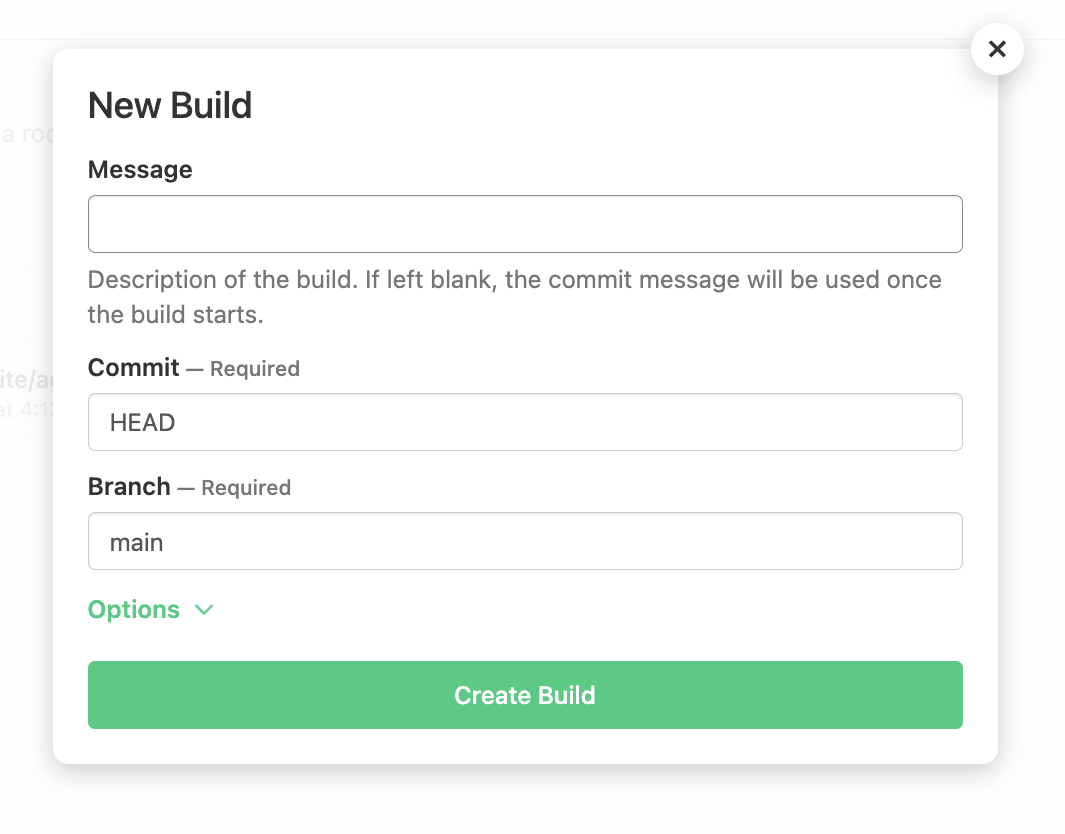 New Build
Message
Description of the build. If left blank, the commit message will be used once
the build starts.
Commit — Required
HEAD
Branch — Required
main
Options
Create Build